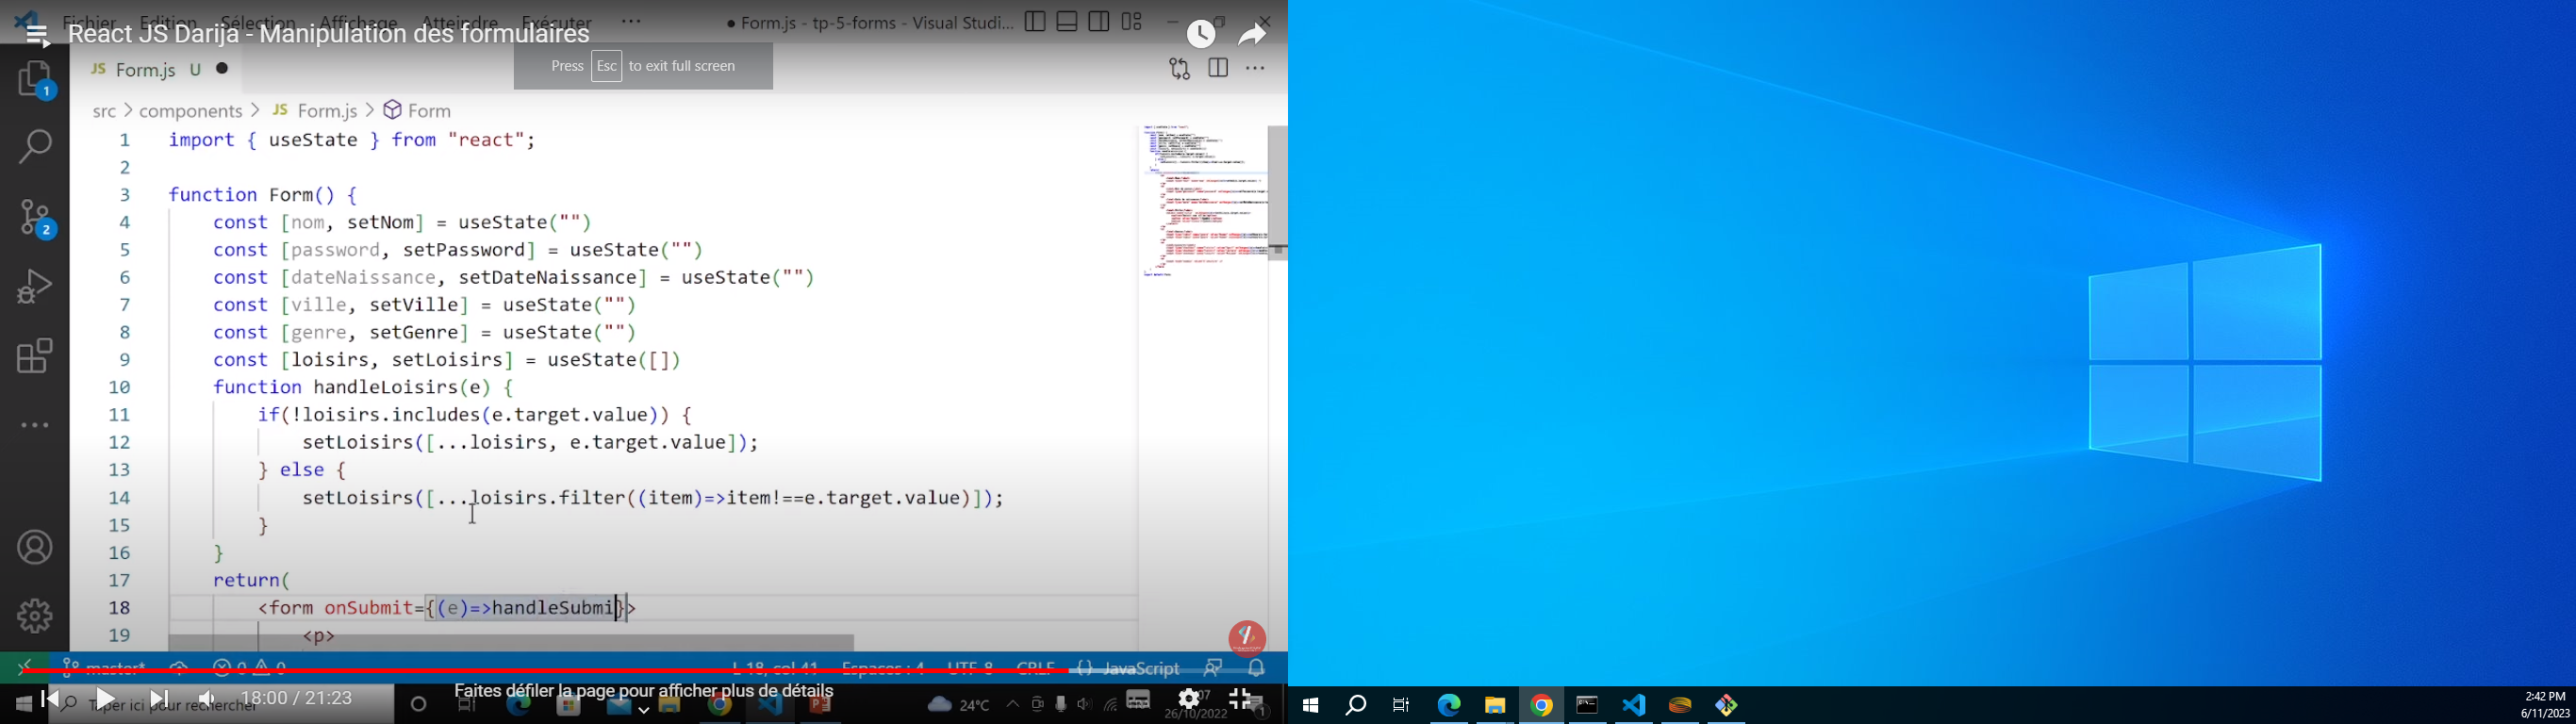 Fichier Edition Sélection Affichage Atteindre Exécuter ··· ● Form.js - tp-5-forms - Visual Studi...
React JS Darija - Manipulation des formulaires
Press Esc to exit full screen
JS Form.js U ●
src > components > JS Form.js > Form
1 import { useState } from "react";
2
3 function Form() {
4 const [nom, setNom] = useState("")
5 const [password, setPassword] = useState("")
6 const [dateNaissance, setDateNaissance] = useState("")
7 const [ville, setVille] = useState("")
8 const [genre, setGenre] = useState("")
9 const [loisirs, setLoisirs] = useState([])
10 function handleLoisirs(e) {
11 if(!loisirs.includes(e.target.value)) {
12 setLoisirs([...loisirs, e.target.value]);
13 } else {
14 setLoisirs([...loisirs.filter((item)=>item!==e.target.value)]);
15 }
16 }
17 return(
18 <form onSubmit={(e)=>handleSubmi}>
19 <p>
1
2
master* 0 0 L 18, col 41 Espaces : 4 UTF-8 CRLF {} JavaScript
Taper ici pour rechercher
18:00 / 21:23
Faites défiler la page pour afficher plus de détails
24°C
26/10/2022
1
2:42 PM
6/11/2023